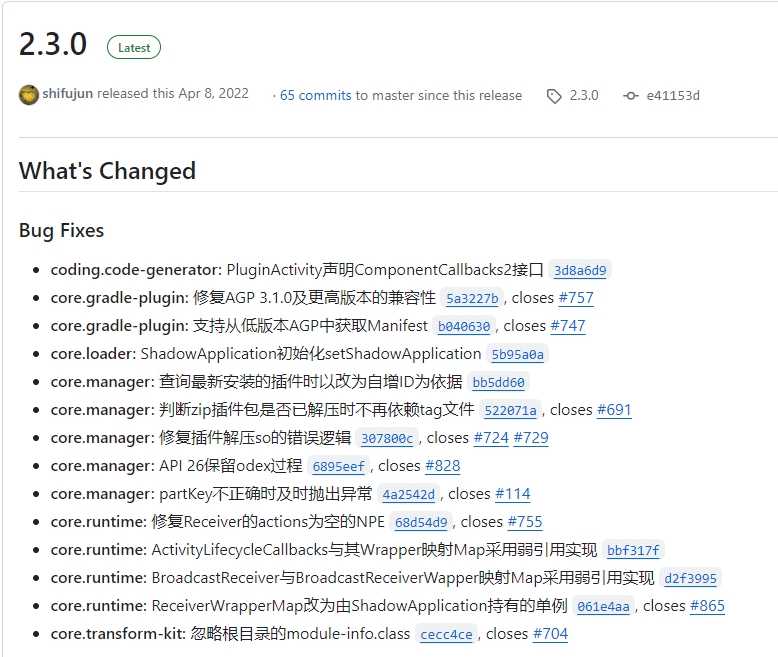 2.3.0 Latest
shifujun released this Apr 8, 2022 · 65 commits to master since this release 2.3.0 e41153d
What's Changed
Bug Fixes
coding.code-generator: PluginActivity声明ComponentCallbacks2接口 3d8a6d9
core.gradle-plugin: 修复AGP 3.1.0及更高版本的兼容性 5a3227b , closes #757
core.gradle-plugin: 支持从低版本AGP中获取Manifest b040630 , closes #747
core.loader: ShadowApplication初始化setShadowApplication 5b95a0a
core.manager: 查询最新安装的插件时以改为自增ID为依据 bb5dd60
core.manager: 判断zip插件包是否已解压时不再依赖tag文件 522071a , closes #691
core.manager: 修复插件解压so的错误逻辑 307800c , closes #724 #729
core.manager: API 26保留odex过程 6895eef , closes #828
core.manager: partKey不正确时及时抛出异常 4a2542d , closes #114
core.runtime: 修复Receiver的actions为空的NPE 68d54d9 , closes #755
core.runtime: ActivityLifecycleCallbacks与其Wrapper映射Map采用弱引用实现 bbf317f
core.runtime: BroadcastReceiver与BroadcastReceiverWapper映射Map采用弱引用实现 d2f3995
core.runtime: ReceiverWrapperMap改为由ShadowApplication持有的单例 061e4aa , closes #865
core.transform-kit: 忽略根目录的module-info.class cecc4ce , closes #704